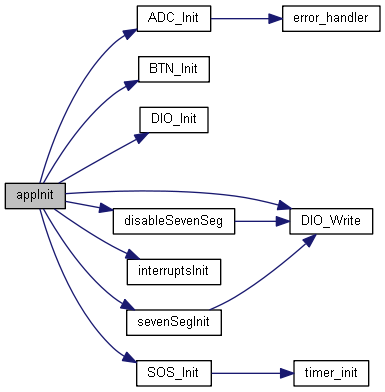 ADC_Init
error_handler
BTN_Init
DIO_Init
appInit
disableSevenSeg
DIO_Write
interruptsInit
sevenSegInit
SOS_Init
timer_init